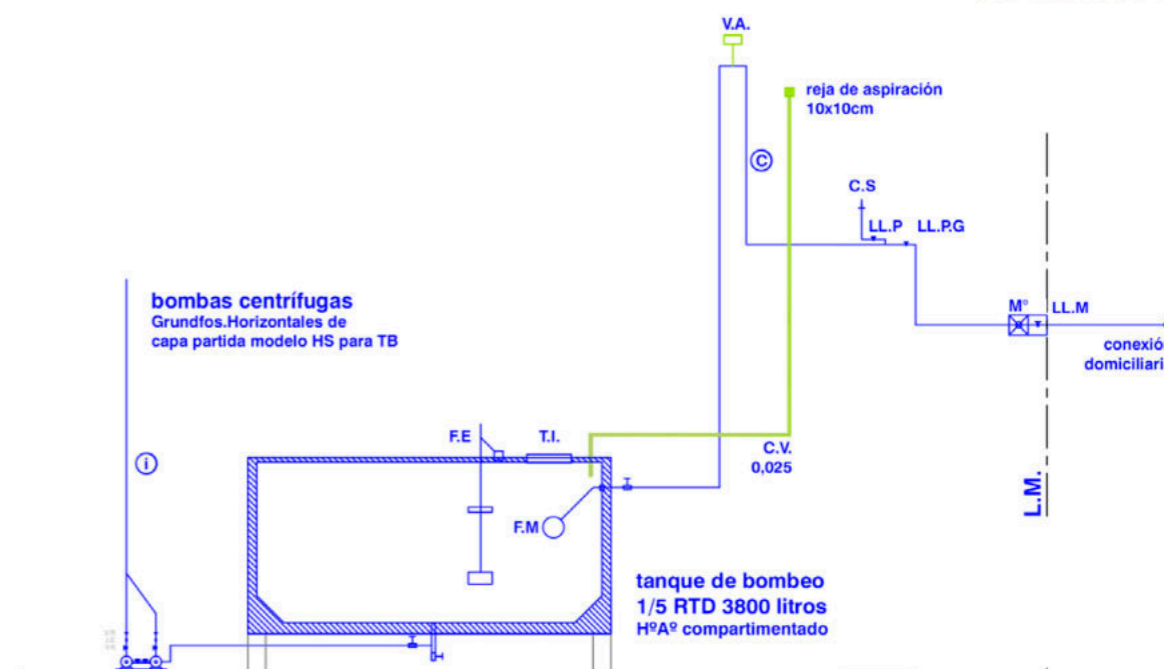 V.A.
reja de aspiración
10x10cm
C
C.S
LL.P LL.P.G
bombas centrífugas
Grundfos.Horizontales de
capa partida modelo HS para TB
M° LL.M
conexió
domiciliari
F.E T.I.
C.V.
0,025
i
L.M.
F.M
tanque de bombeo
1/5 RTD 3800 litros
HºAº compartimentado